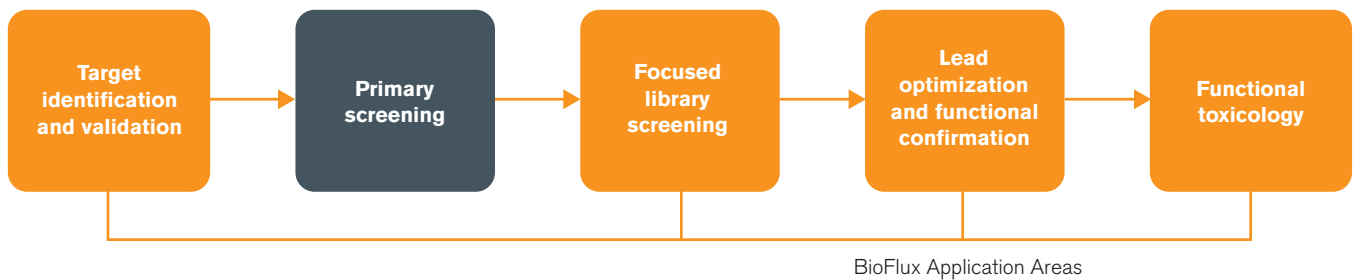 Target
identification
and validation
Primary
screening
Focused
library
screening
Lead
optimization
and functional
confirmation
Functional
toxicology
BioFlux Application Areas